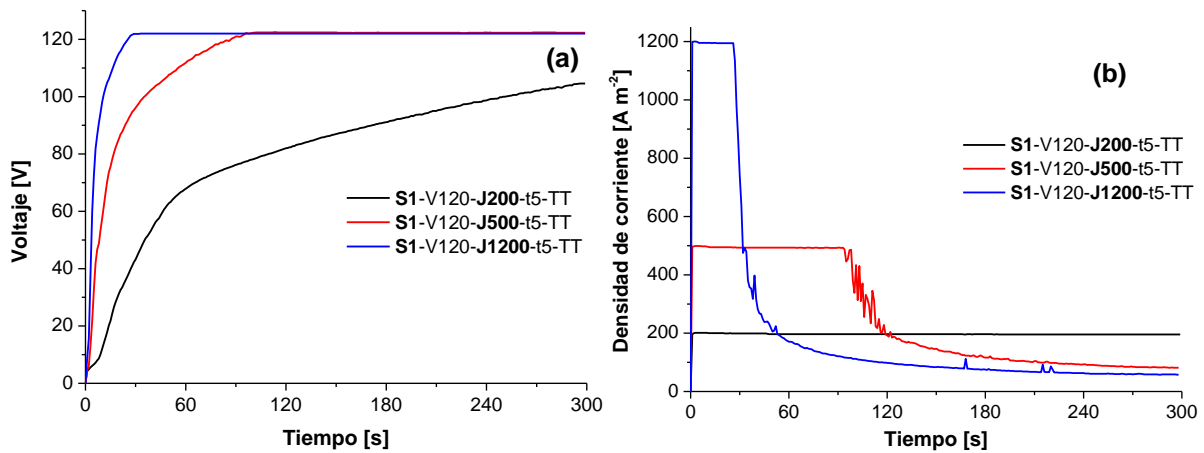 (a)
Voltaje [V]
120
100
80
60
40
20
0
S1-V120-J200-t5-TT
S1-V120-J500-t5-TT
S1-V120-J1200-t5-TT
0 60 120 180 240 300
Tiempo [s]
(b)
Densidad de corriente [A m-2]
1200
1000
800
600
400
200
0
S1-V120-J200-t5-TT
S1-V120-J500-t5-TT
S1-V120-J1200-t5-TT
0 60 120 180 240 300
Tiempo [s]